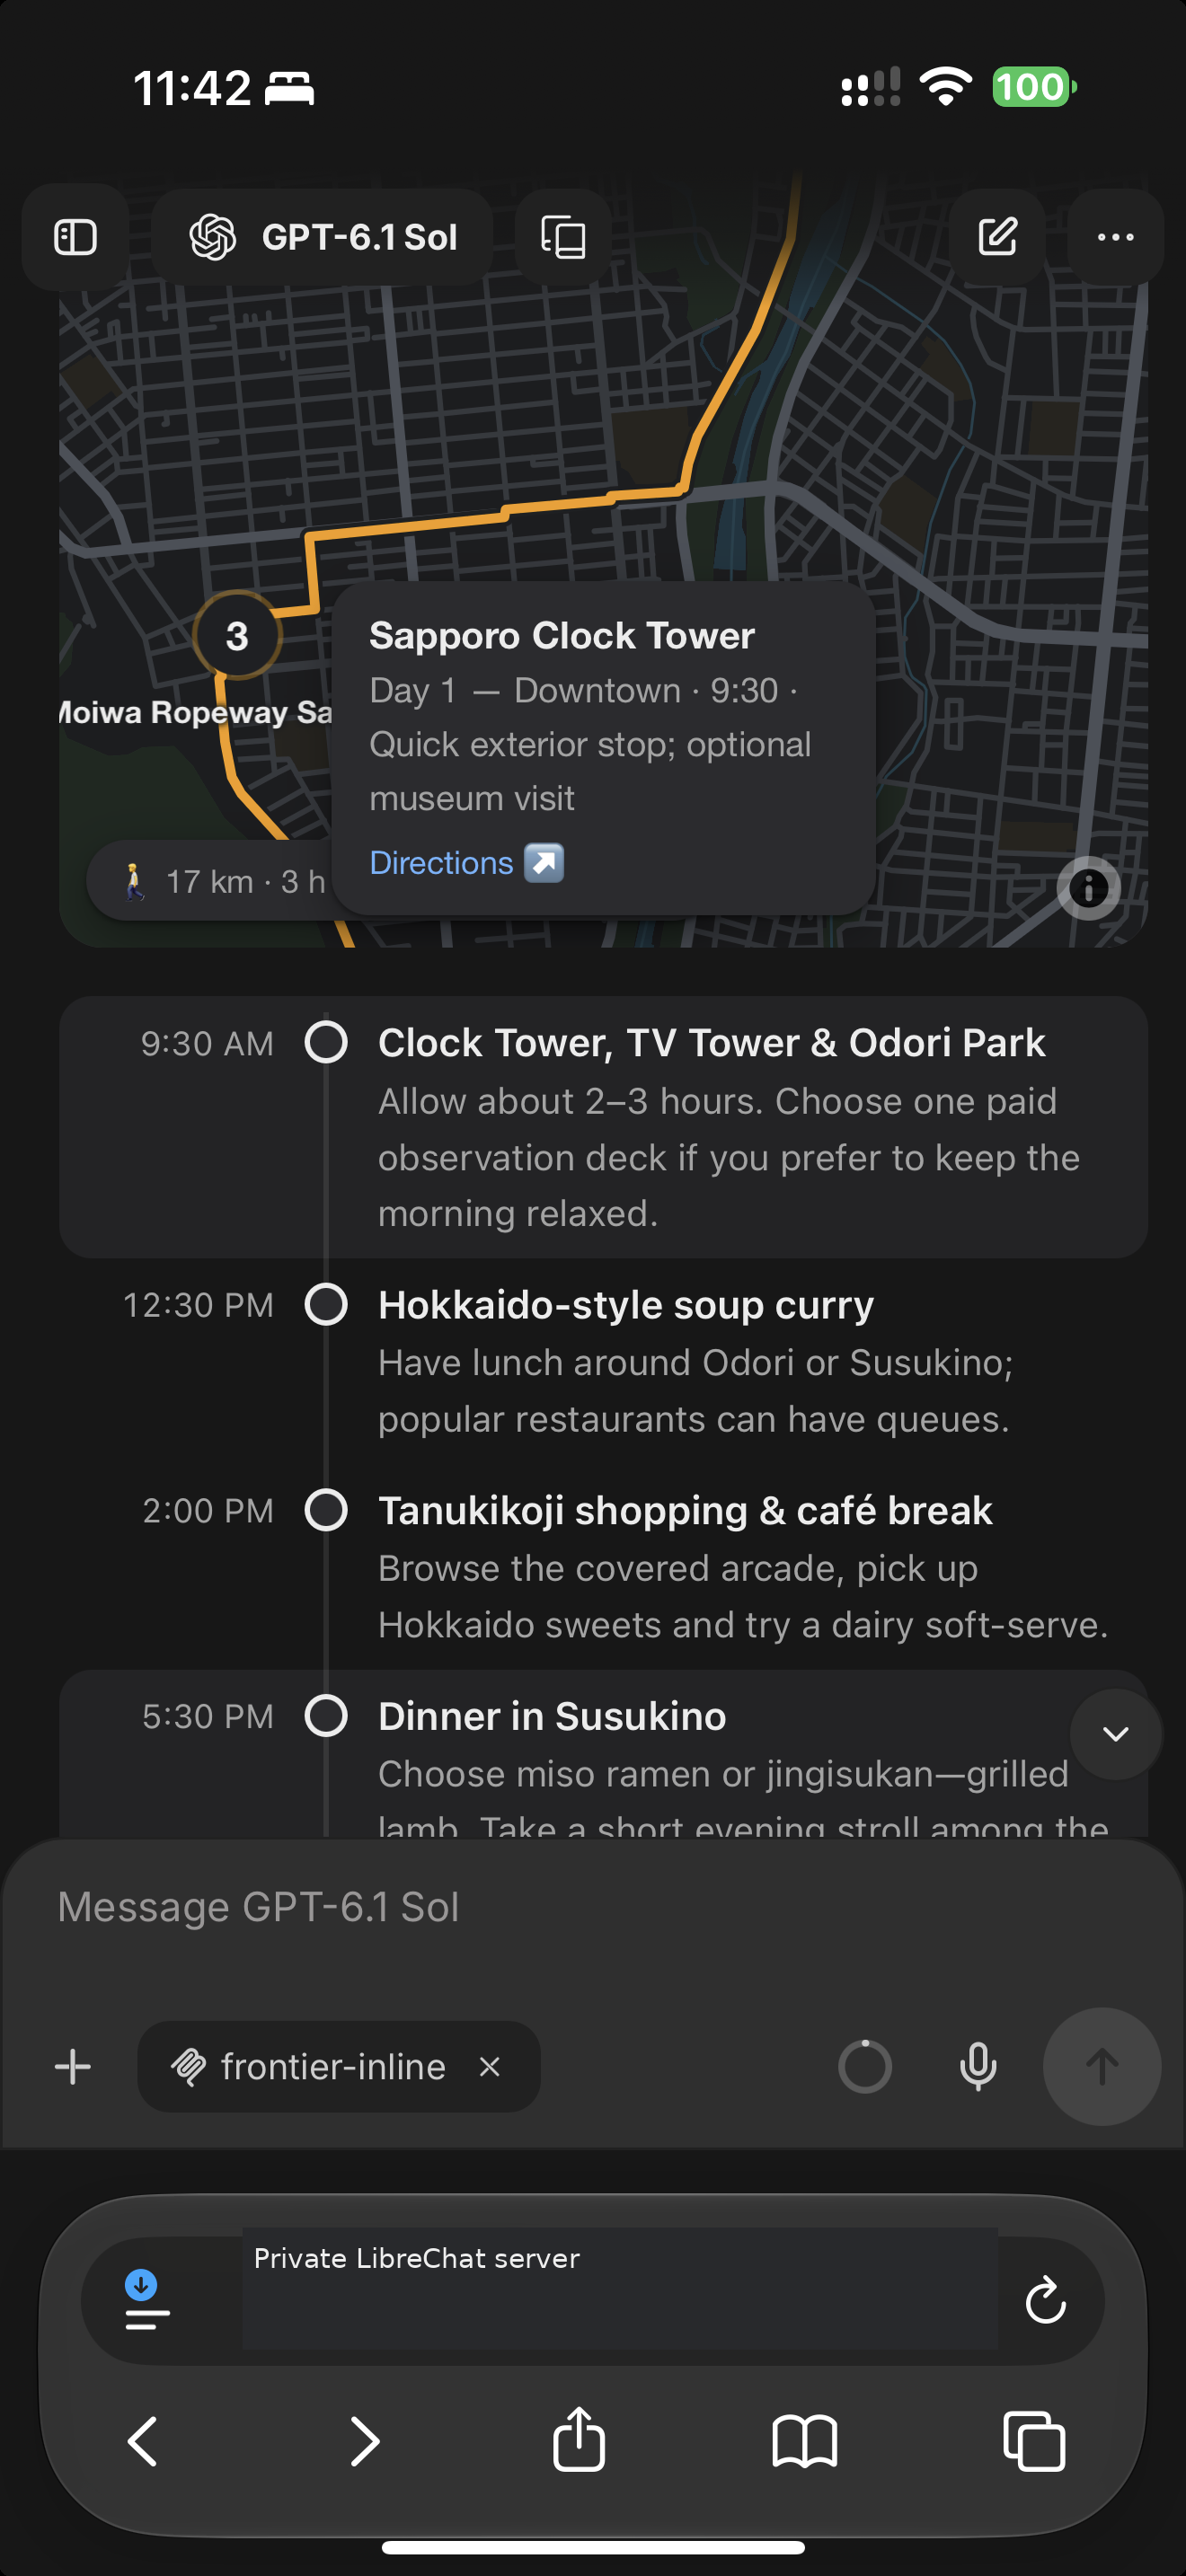 11:42
100
GPT-6.1 Sol
3
Moiwa Ropeway Sa
Sapporo Clock Tower
Day 1 — Downtown · 9:30 ·
Quick exterior stop; optional
museum visit
Directions ↗
17 km · 3 h
9:30 AM
Clock Tower, TV Tower & Odori Park
Allow about 2–3 hours. Choose one paid
observation deck if you prefer to keep the
morning relaxed.
12:30 PM
Hokkaido-style soup curry
Have lunch around Odori or Susukino;
popular restaurants can have queues.
2:00 PM
Tanukikoji shopping & café break
Browse the covered arcade, pick up
Hokkaido sweets and try a dairy soft-serve.
5:30 PM
Dinner in Susukino
Choose miso ramen or jingisukan—grilled
lamb. Take a short evening stroll among the
Message GPT-6.1 Sol
frontier-inline
Private LibreChat server